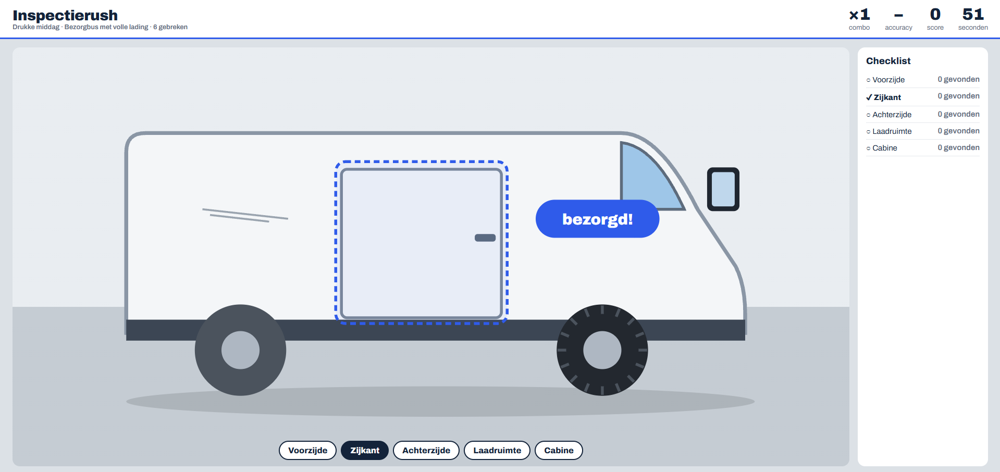 Inspectierush
Drukke middag · Bezorgbus met volle lading · 6 gebreken
×1
combo
–
accuracy
0
score
51
seconden
bezorgd!
Voorzijde
Zijkant
Achterzijde
Laadruimte
Cabine
Checklist
○ Voorzijde 0 gevonden
✓ Zijkant 0 gevonden
○ Achterzijde 0 gevonden
○ Laadruimte 0 gevonden
○ Cabine 0 gevonden